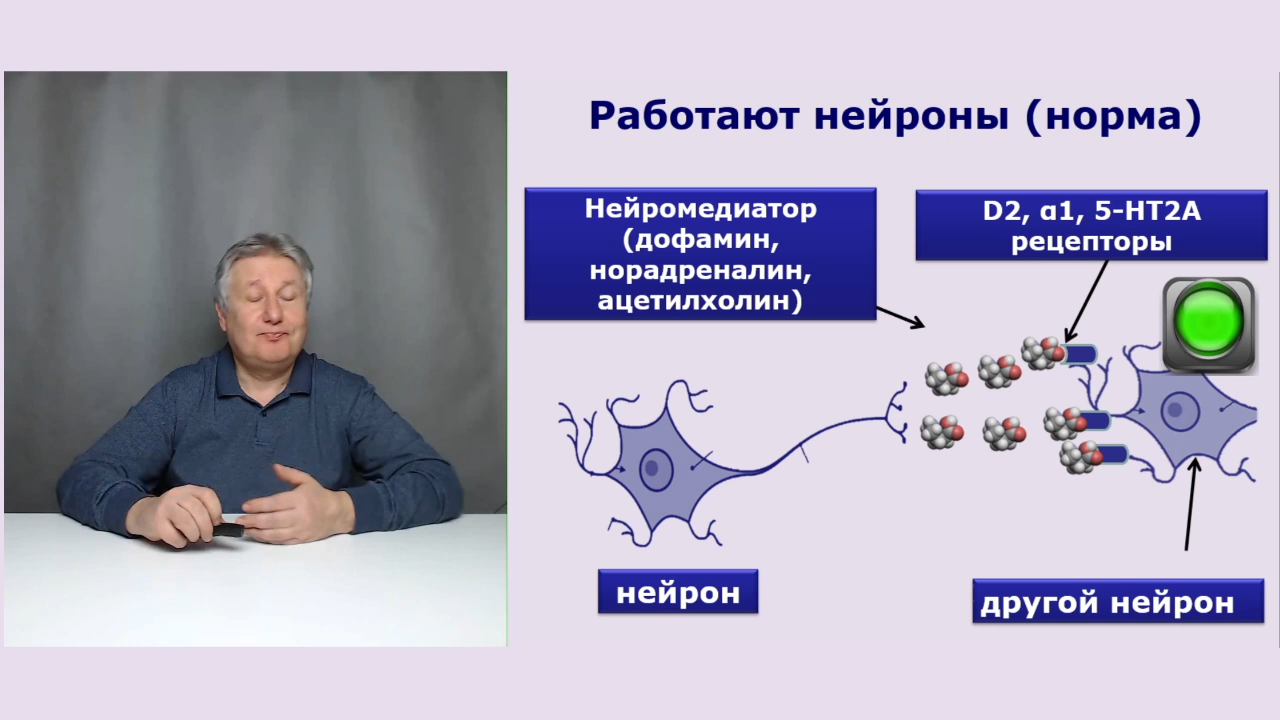 Работают нейроны (норма)
Нейромедиатор
(дофамин,
норадреналин,
ацетилхолин)
D2, α1, 5-HT2A
рецепторы
нейрон
другой нейрон